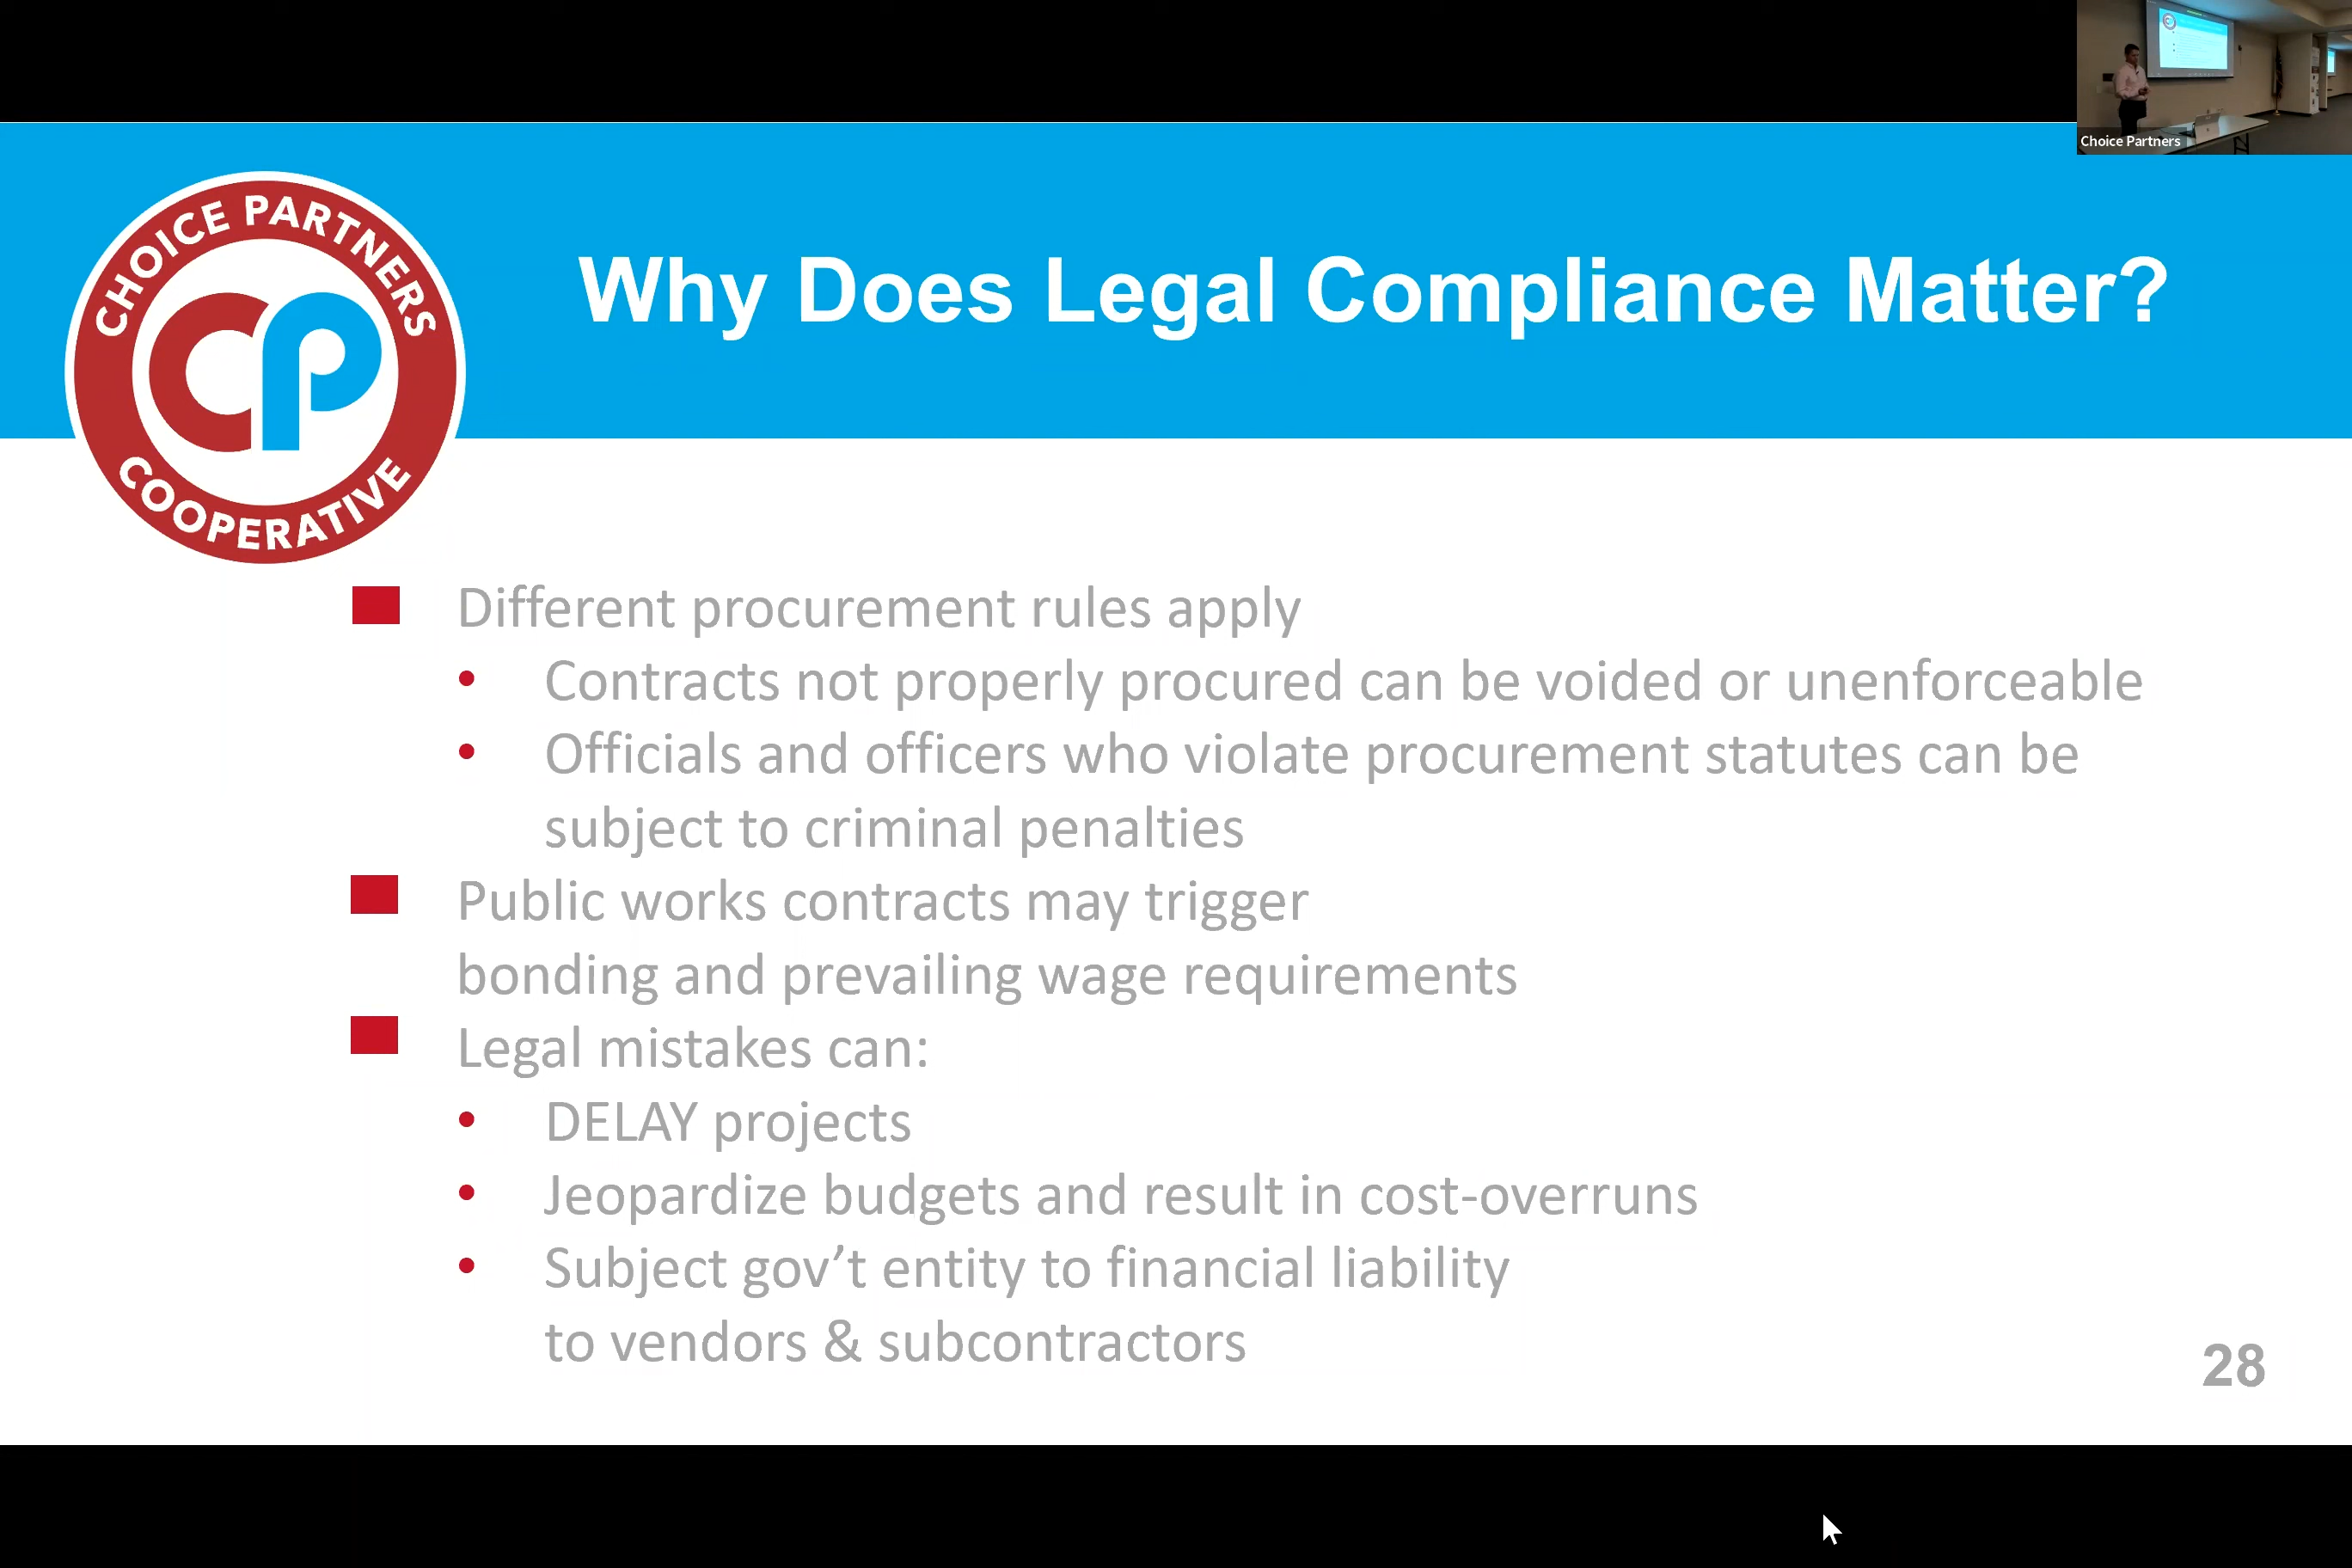 Choice Partners
CHOICE PARTNERS
CP
COOPERATIVE
Why Does Legal Compliance Matter?
Different procurement rules apply
• Contracts not properly procured can be voided or unenforceable
• Officials and officers who violate procurement statutes can be
subject to criminal penalties
Public works contracts may trigger
bonding and prevailing wage requirements
Legal mistakes can:
• DELAY projects
• Jeopardize budgets and result in cost-overruns
• Subject gov’t entity to financial liability
to vendors & subcontractors
28